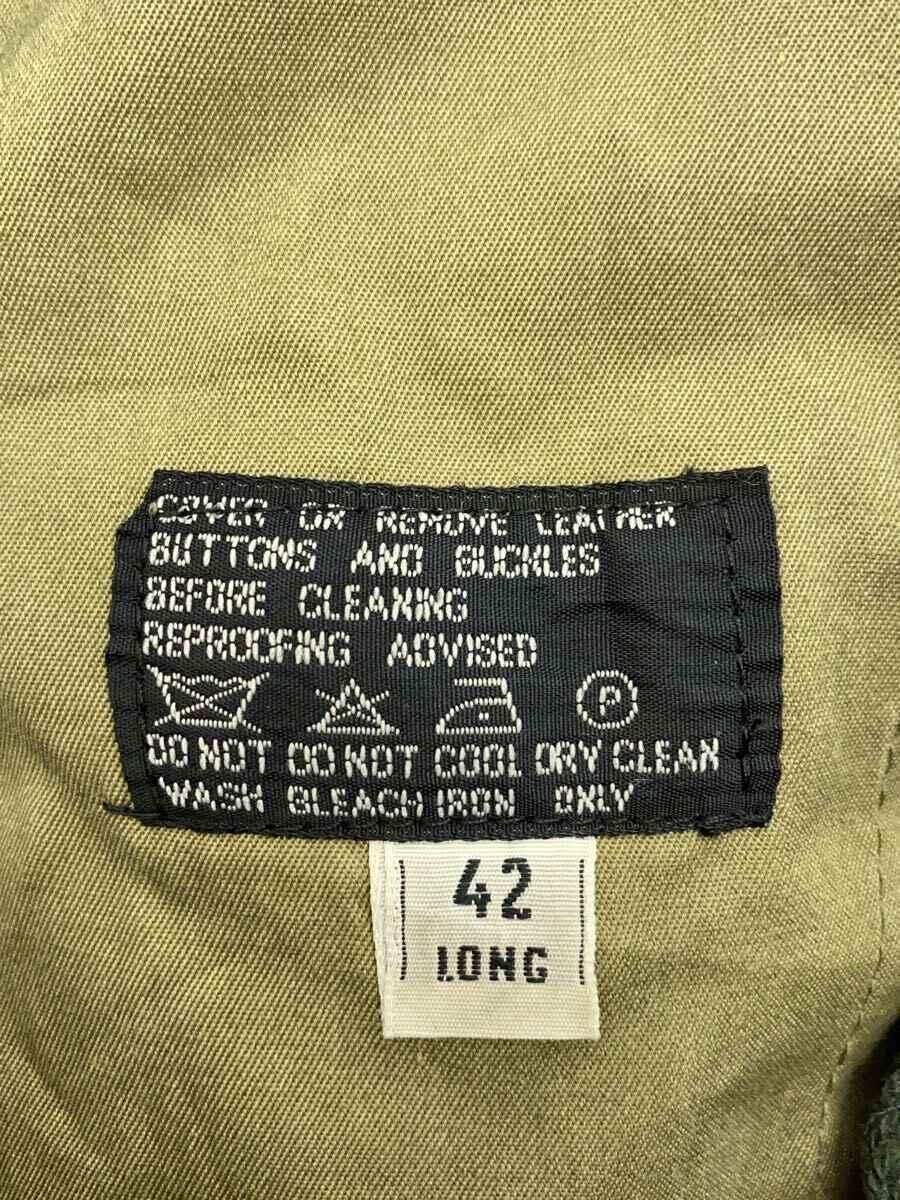 COVER OR REMOVE LEATHER
BUTTONS AND BUCKLES
BEFORE CLEANING
REPROOFING ADVISED
P
DO NOT DO NOT COOL DRY CLEAN
WASH BLEACH IRON ONLY
42
LONG